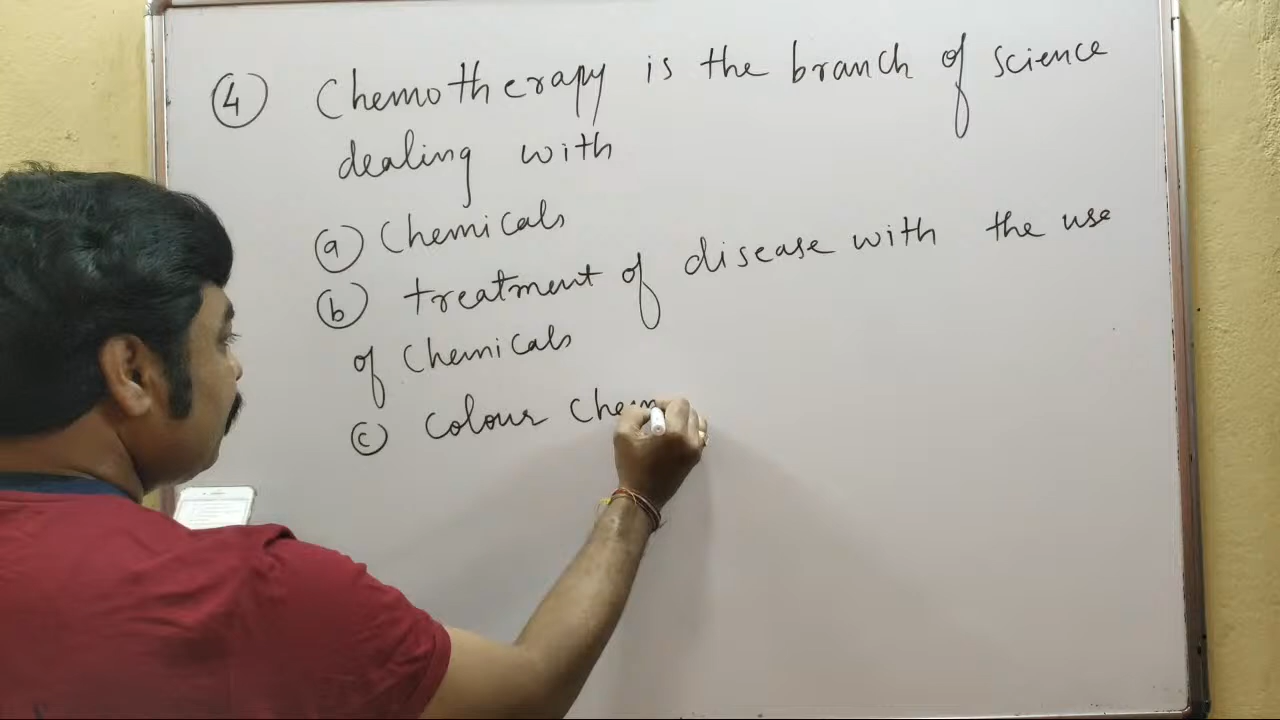 4 Chemotherapy is the branch of science
dealing with
a Chemicals
b treatment of disease with the use
of Chemicals
c Colour Chem